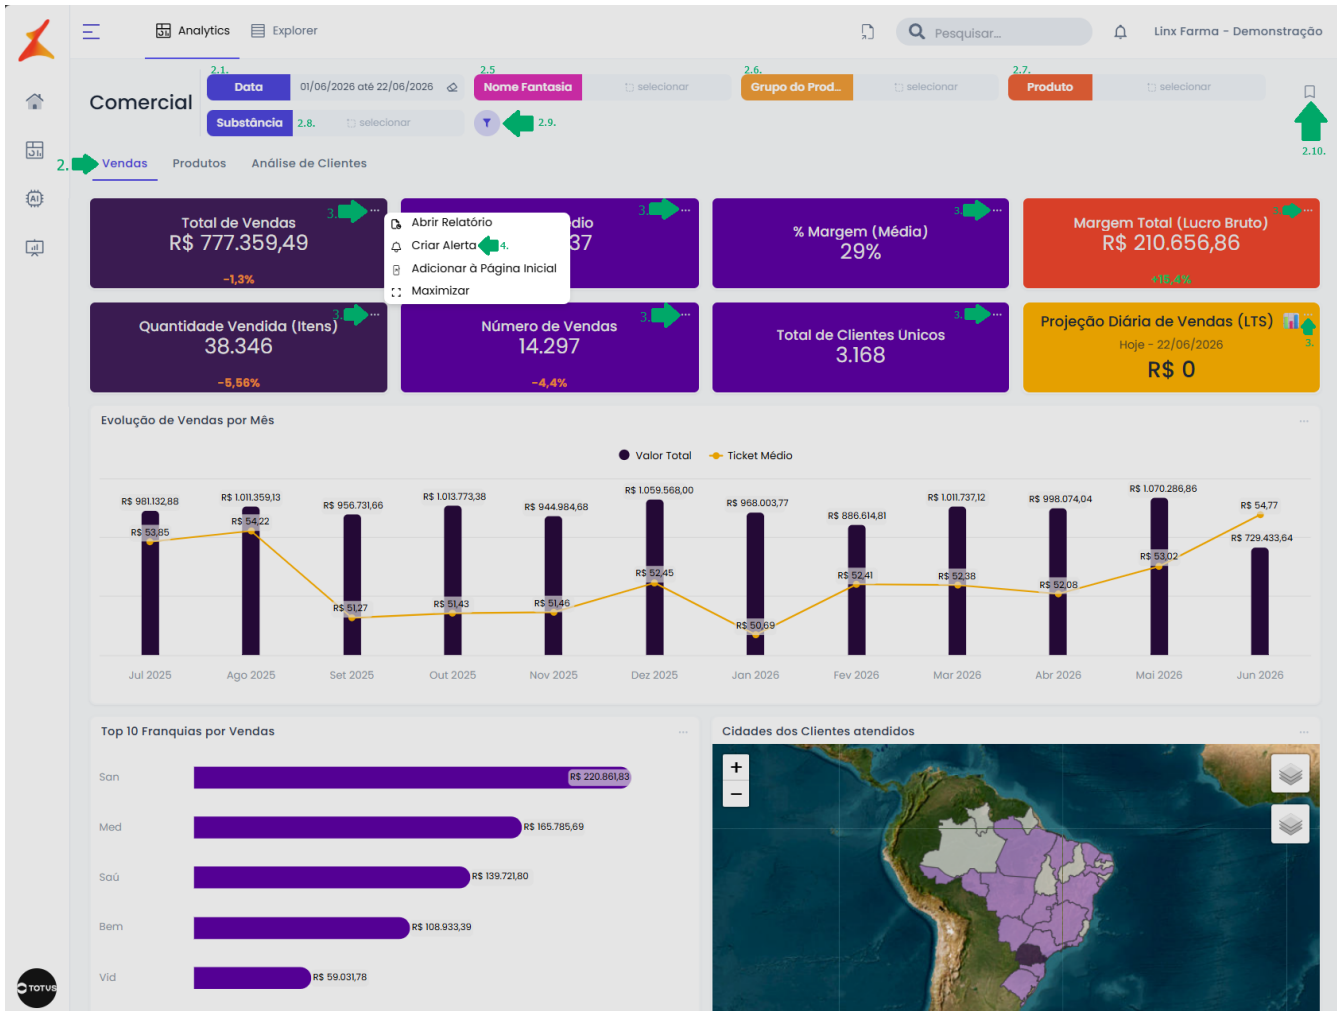 Analytics
Explorer
Pesquisar...
Linx Farma - Demonstração
Comercial
2.1.
Data
01/06/2026 até 22/06/2026
2.5
Nome Fantasia
selecionar
2.6.
Grupo do Prod...
selecionar
2.7.
Produto
selecionar
Substância
2.8.
selecionar
2.9.
2.10.
2.
Vendas
Produtos
Análise de Clientes
Total de Vendas
R$ 777.359,49
-1,3%
3.
Abrir Relatório
Criar Alerta
4.
Adicionar à Página Inicial
Maximizar
edio
37
3.
% Margem (Média)
29%
3.
Margem Total (Lucro Bruto)
R$ 210.656,86
+15,4%
Quantidade Vendida (Itens)
38.346
-5,56%
3.
Número de Vendas
14.297
-4,4%
3.
Total de Clientes Unicos
3.168
3.
Projeção Diária de Vendas (LTS)
Hoje - 22/06/2026
R$ 0
3.
Evolução de Vendas por Mês
Valor Total
Ticket Médio
R$ 981.132,88
R$ 1.011.359,13
R$ 956.731,66
R$ 1.013.773,38
R$ 944.984,68
R$ 1.059.568,00
R$ 968.003,77
R$ 886.614,81
R$ 1.011.737,12
R$ 998.074,04
R$ 1.070.286,86
R$ 729.433,64
R$ 53,85
R$ 54,22
R$ 51,27
R$ 51,43
R$ 51,46
R$ 52,45
R$ 50,69
R$ 52,41
R$ 52,38
R$ 52,08
R$ 53,02
R$ 54,77
Jul 2025
Ago 2025
Set 2025
Out 2025
Nov 2025
Dez 2025
Jan 2026
Fev 2026
Mar 2026
Abr 2026
Mai 2026
Jun 2026
Top 10 Franquias por Vendas
San
R$ 220.861,83
Med
R$ 165.785,69
Saú
R$ 139.721,80
Bem
R$ 108.933,39
Vid
R$ 59.031,78
Cidades dos Clientes atendidos
+
−
AI
TOTVS